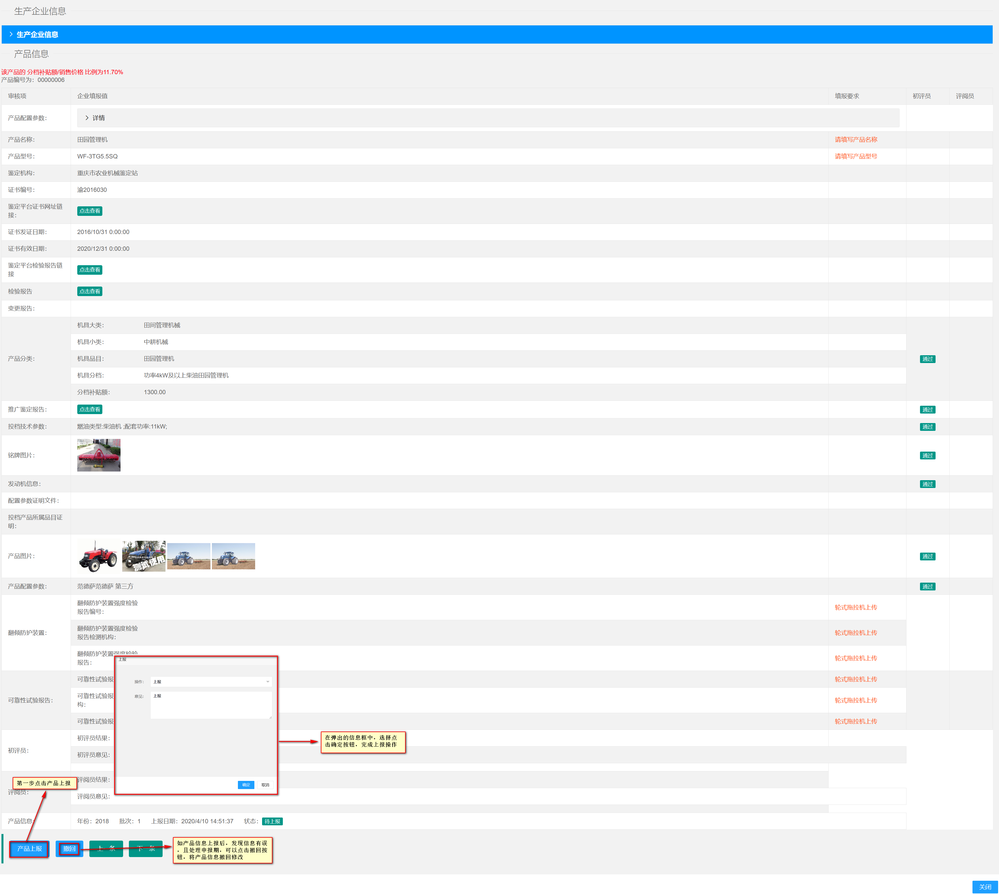 生产企业信息
生产企业信息
产品信息
该产品的 分档补贴额/销售价格 比例为11.70%
产品编号为：00000006
审核项 企业填报值 填报要求 初评员 评阅员
产品配置参数： 详情
产品名称： 田园管理机 请填写产品名称
产品型号： WF-3TG5.5SQ 请填写产品型号
鉴定机构： 重庆市农业机械鉴定站
证书编号： 渝2016030
鉴定平台证书网址链
接：
点击查看
证书发证日期： 2016/10/31 0:00:00
证书有效日期： 2020/12/31 0:00:00
鉴定平台检验报告链
接
点击查看
检验报告 点击查看
变更报告：
产品分类：
机具大类： 田间管理机械
机具小类： 中耕机械
机具品目： 田园管理机
机具分档： 功率4kW及以上柴油田园管理机
分档补贴额： 1300.00
通过
推广鉴定报告： 点击查看 通过
投档技术参数： 燃油类型:柴油机 ;配套功率:11kW; 通过
铭牌图片： 通过
发动机信息： 通过
配置参数证明文件：
投档产品所属品目证
明：
产品图片： 测试使用 通过
产品配置参数： 范德萨范德萨 第三方 通过
翻倾防护装置：
翻倾防护装置强度检验
报告编号：
轮式拖拉机上传
翻倾防护装置强度检验
报告检测机构：
轮式拖拉机上传
翻倾防护装置强度检验
报告：
轮式拖拉机上传
可靠性试验报告：
可靠性试验报 轮式拖拉机上传
可靠性试验报
构：
轮式拖拉机上传
可靠性试验报 轮式拖拉机上传
上报
操作： 上报
意见： 上报
确定 取消
在弹出的信息框中，选择点
击确定按钮，完成上报操作
初评员：
初评员结果：
初评员意见：
第一步点击产品上报
评阅员：
评阅员结果：
评阅员意见：
产品信息： 年份：2018 批次：1 上报日期：2020/4/10 14:51:37 状态： 待上报
产品上报 撤回 上一条 下一条
如产品信息上报后，发现信息有误
，且处理申报期，可以点击撤回按
钮，将产品信息撤回修改
关闭